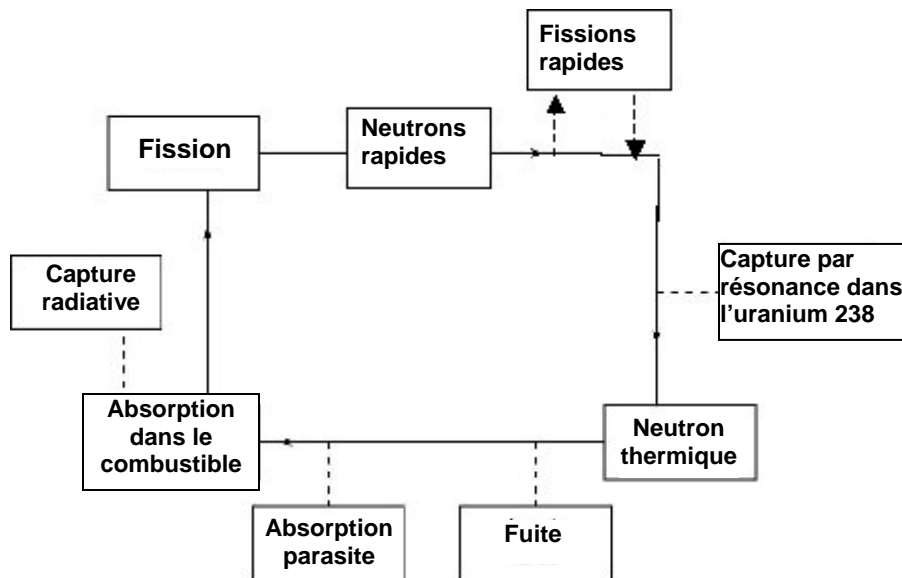 Fissions
rapides
Fission
Neutrons
rapides
Capture
radiative
Capture par
résonance dans
l’uranium 238
Absorption
dans le
combustible
Neutron
thermique
Absorption
parasite
Fuite